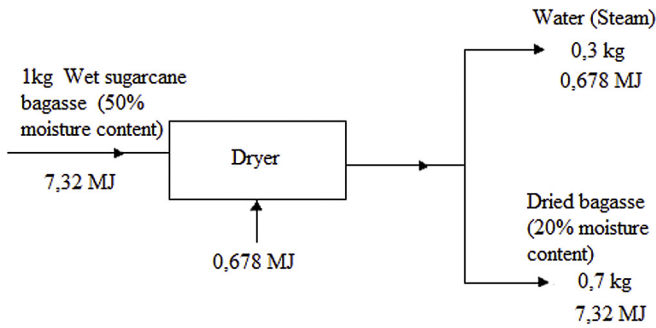 1kg Wet sugarcane
bagasse (50%
moisture content)
7,32 MJ
Dryer
0,678 MJ
Water (Steam)
0,3 kg
0,678 MJ
Dried bagasse
(20% moisture
content)
0,7 kg
7,32 MJ